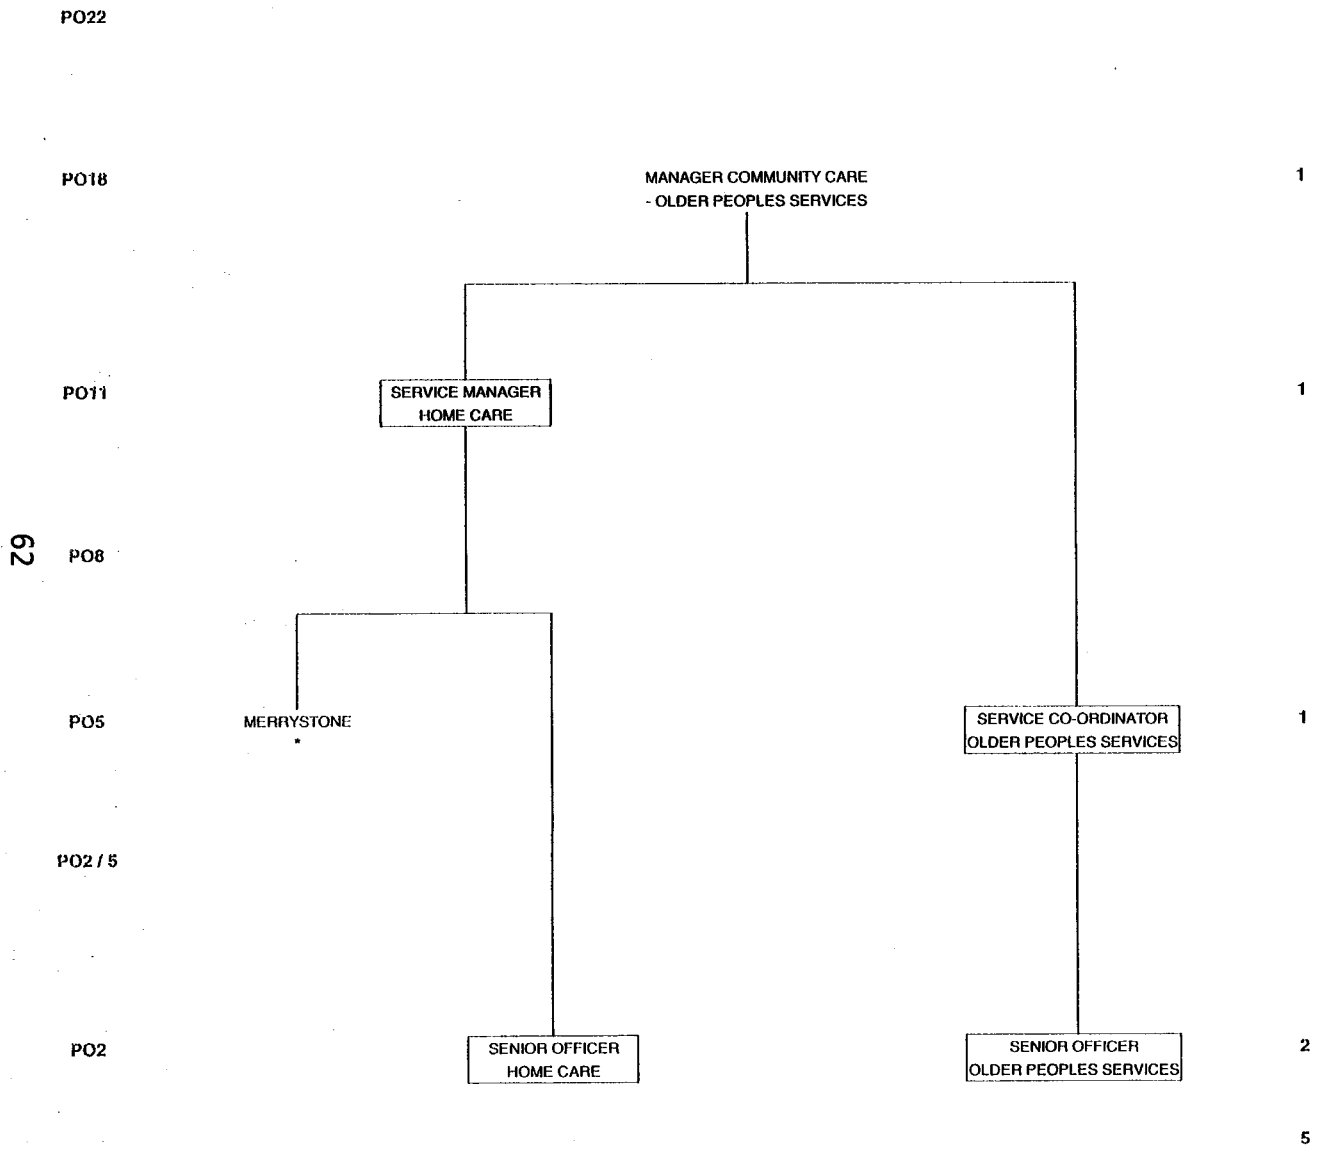 PO22
PO18 MANAGER COMMUNITY CARE 1
- OLDER PEOPLES SERVICES
PO11 SERVICE MANAGER 1
HOME CARE
62 PO8
PO5 MERRYSTONE SERVICE CO-ORDINATOR 1
* OLDER PEOPLES SERVICES
PO2 / 5
PO2 SENIOR OFFICER SENIOR OFFICER 2
HOME CARE OLDER PEOPLES SERVICES
5